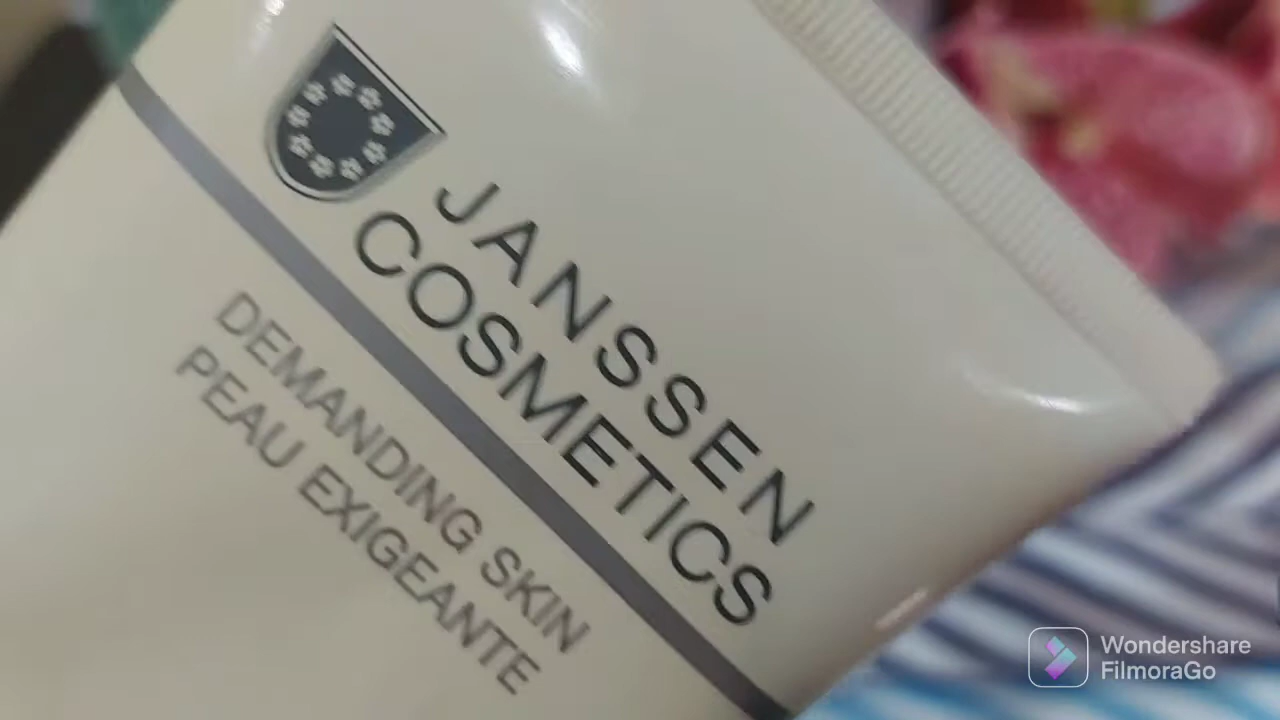 JANSSEN
COSMETICS
DEMANDING SKIN
PEAU EXIGEANTE
Wondershare
FilmoraGo